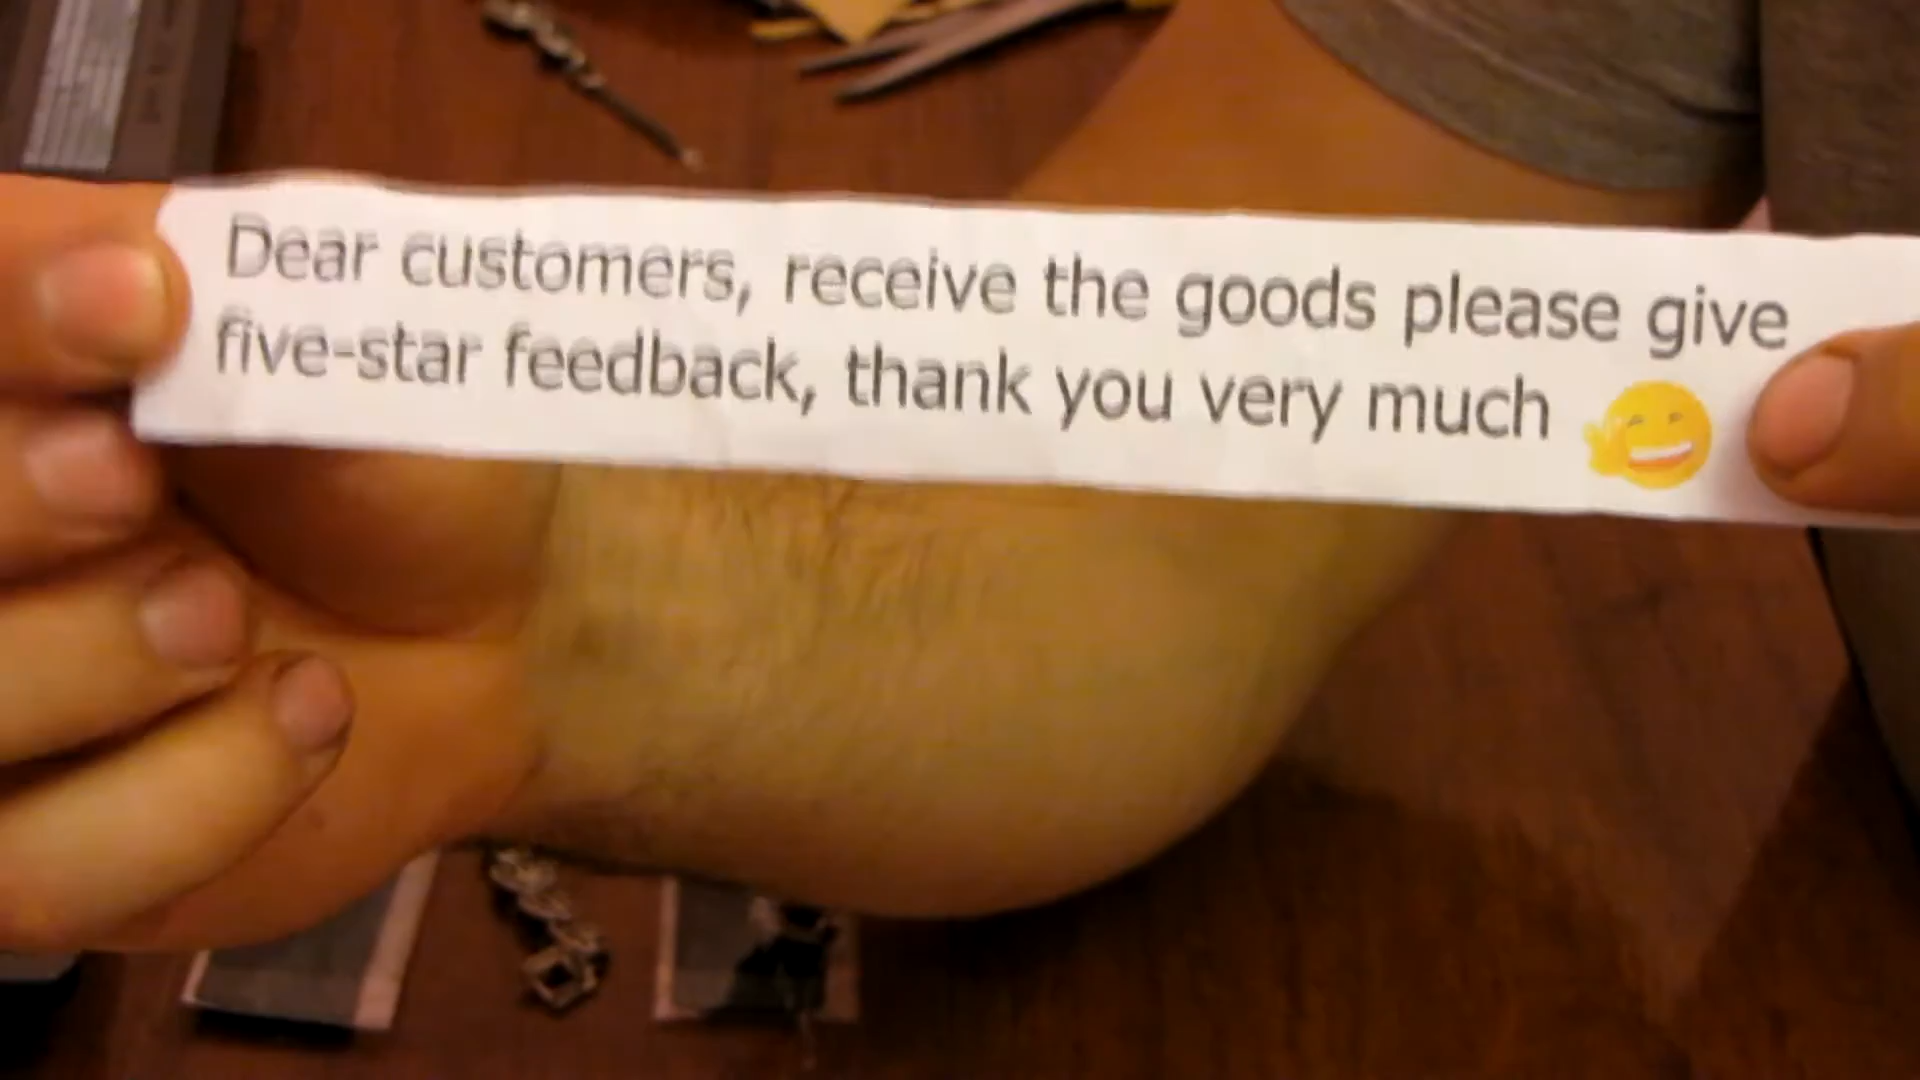 Dear customers, receive the goods please give
five-star feedback, thank you very much